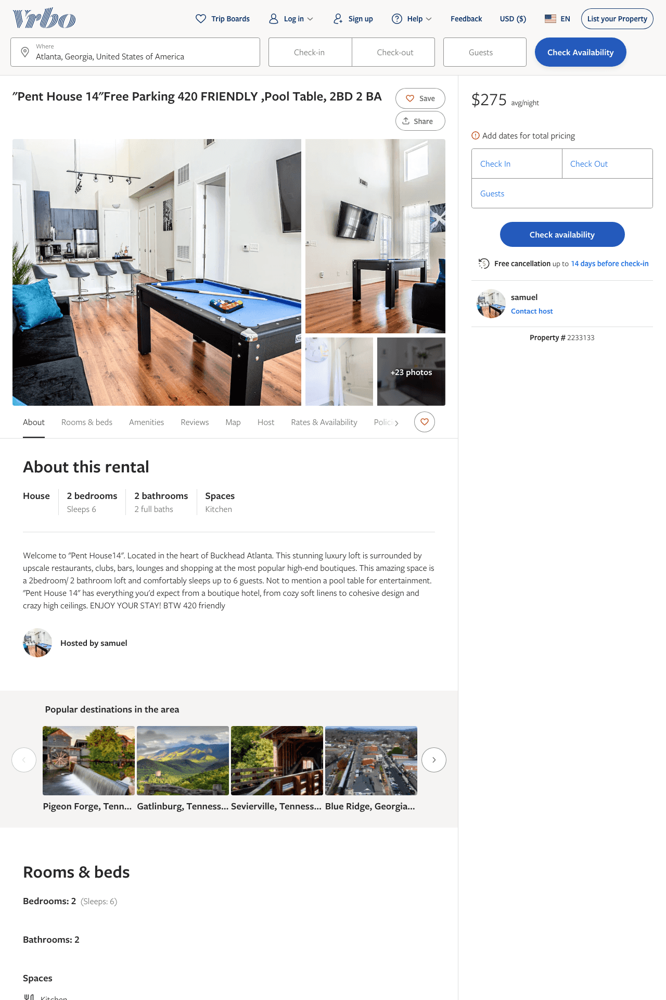 Vrbo
Trip Boards
Log in
Sign up
Help
Feedback
USD ($)
EN
List your Property
Where
Atlanta, Georgia, United States of America
Check-in
Check-out
Guests
Check Availability
"Pent House 14"Free Parking 420 FRIENDLY ,Pool Table, 2BD 2 BA
Save
Share
$275 avg/night
Add dates for total pricing
Check In
Check Out
Guests
Check availability
Free cancellation up to 14 days before check-in
samuel
Contact host
Property # 2233133
+23 photos
About
Rooms & beds
Amenities
Reviews
Map
Host
Rates & Availability
Polici
About this rental
House
2 bedrooms
Sleeps 6
2 bathrooms
2 full baths
Spaces
Kitchen
Welcome to "Pent House14". Located in the heart of Buckhead Atlanta. This stunning luxury loft is surrounded by
upscale restaurants, clubs, bars, lounges and shopping at the most popular high-end boutiques. This amazing space is
a 2bedroom/ 2 bathroom loft and comfortably sleeps up to 6 guests. Not to mention a pool table for entertainment.
"Pent House 14" has everything you'd expect from a boutique hotel, from cozy soft linens to cohesive design and
crazy high ceilings. ENJOY YOUR STAY! BTW 420 friendly
Hosted by samuel
Popular destinations in the area
Pigeon Forge, Tenn...
Gatlinburg, Tenness...
Sevierville, Tenness...
Blue Ridge, Georgia...
Rooms & beds
Bedrooms: 2 (Sleeps: 6)
Bathrooms: 2
Spaces
Kitchen